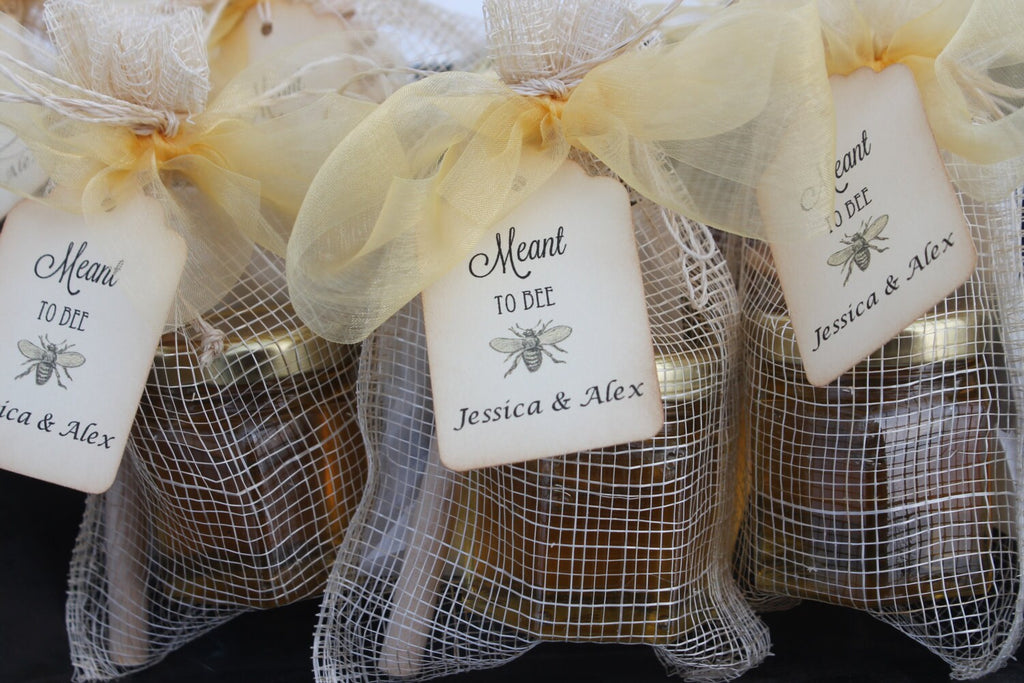 Meant
TO BEE
ica & Alex
Meant
TO BEE
Jessica & Alex
Meant
TO BEE
Jessica & Alex